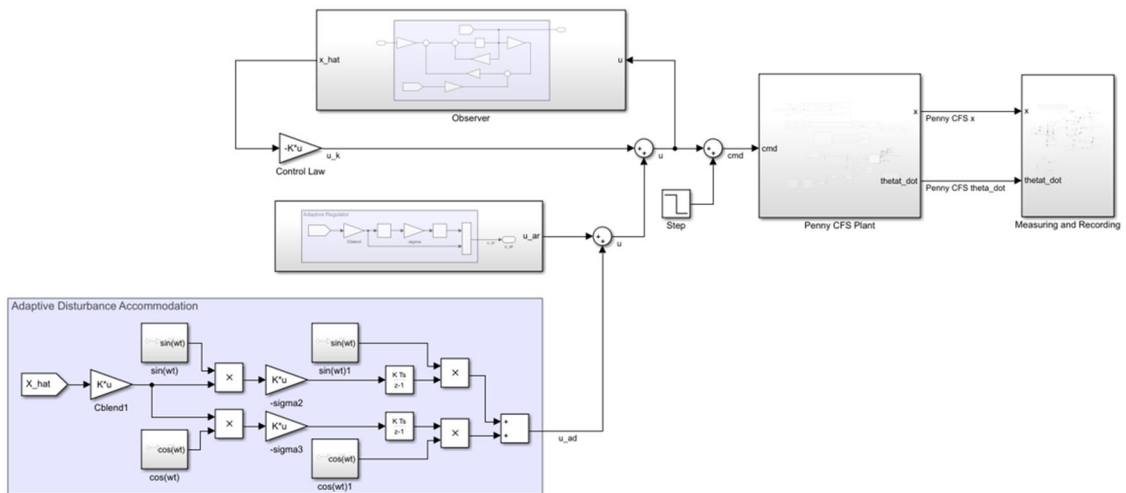 x_hat
u
Observer
-K*u
Control Law
u_k
+
+
u
+
+
cmd
cmd
x
thetat_dot
Penny CFS Plant
Penny CFS x
Penny CFS theta_dot
x
thetat_dot
Measuring and Recording
Step
Adaptive Regulator
Cblend
-sigma
u_ar
u_ar
+
+
u
Adaptive Disturbance Accommodation
X_hat
K*u
Cblend1
sin(wt)
sin(wt)
×
K*u
-sigma2
sin(wt)
sin(wt)1
K Ts
z-1
×
cos(wt)
cos(wt)
×
K*u
-sigma3
cos(wt)
cos(wt)1
K Ts
z-1
×
+
+
u_ad